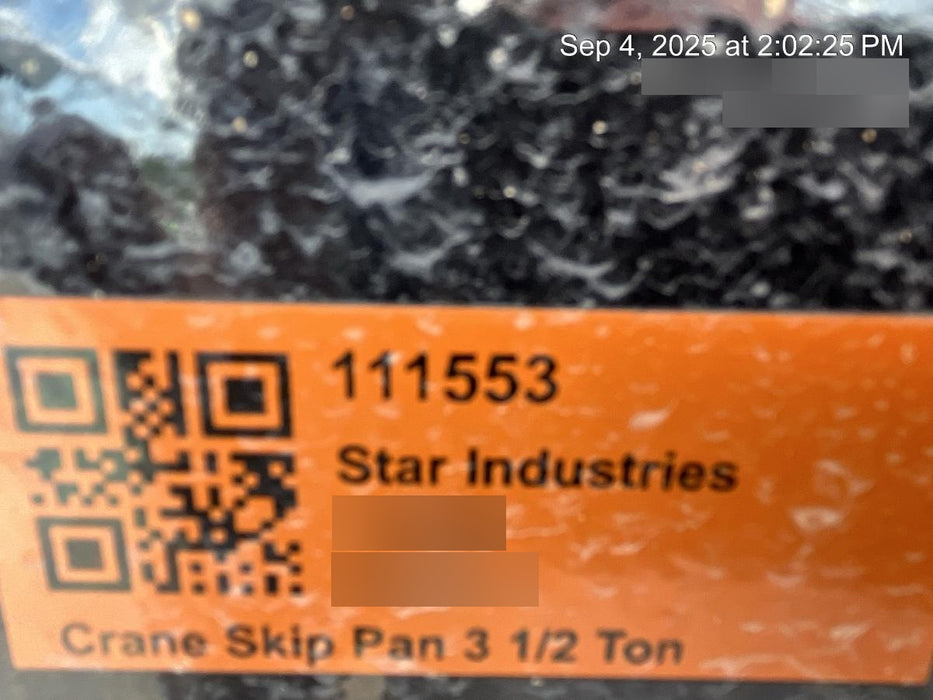 Sep 4, 2025 at 2:02:25 PM
111553
Star Industries
Crane Skip Pan 3 1/2 Ton